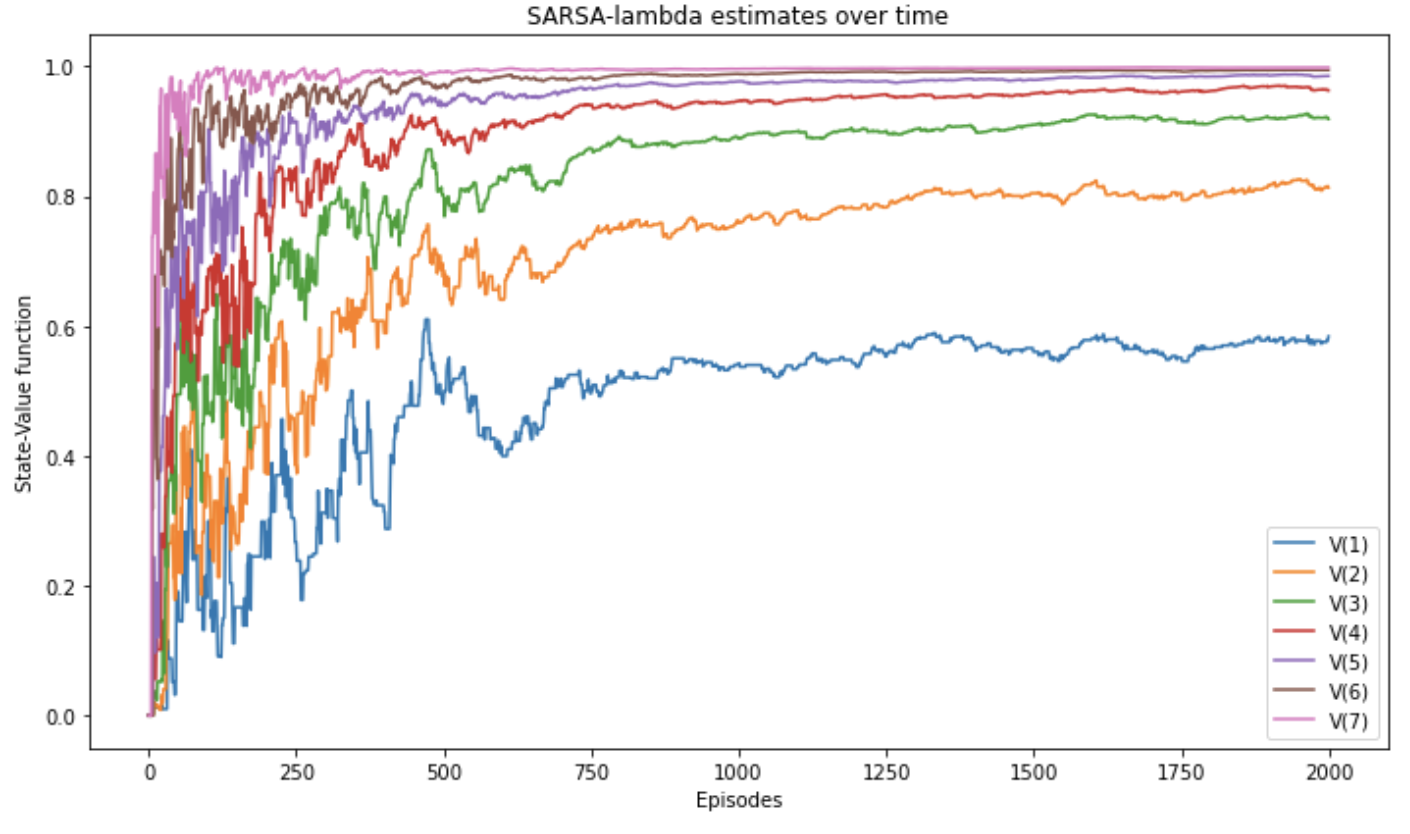 SARSA-lambda estimates over time
1.0
0.8
0.6
0.4
0.2
0.0
State-Value function
V(1)
V(2)
V(3)
V(4)
V(5)
V(6)
V(7)
0 250 500 750 1000 1250 1500 1750 2000
Episodes